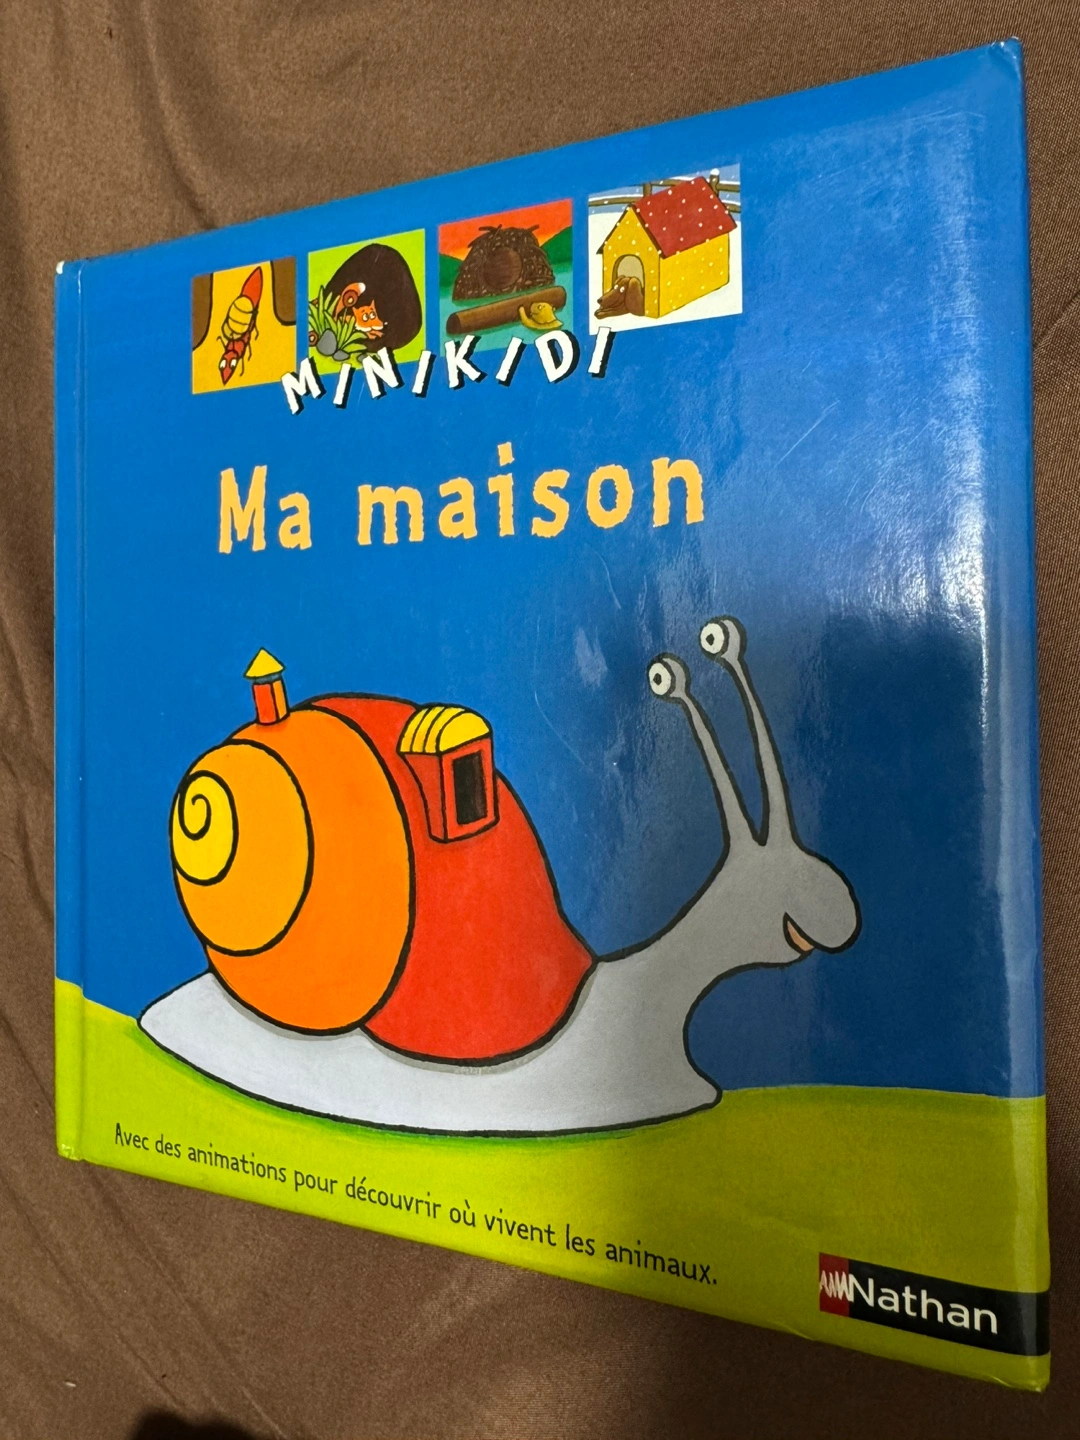 MINIKIDI
Ma maison
Avec des animations pour découvrir où vivent les animaux.
Nathan